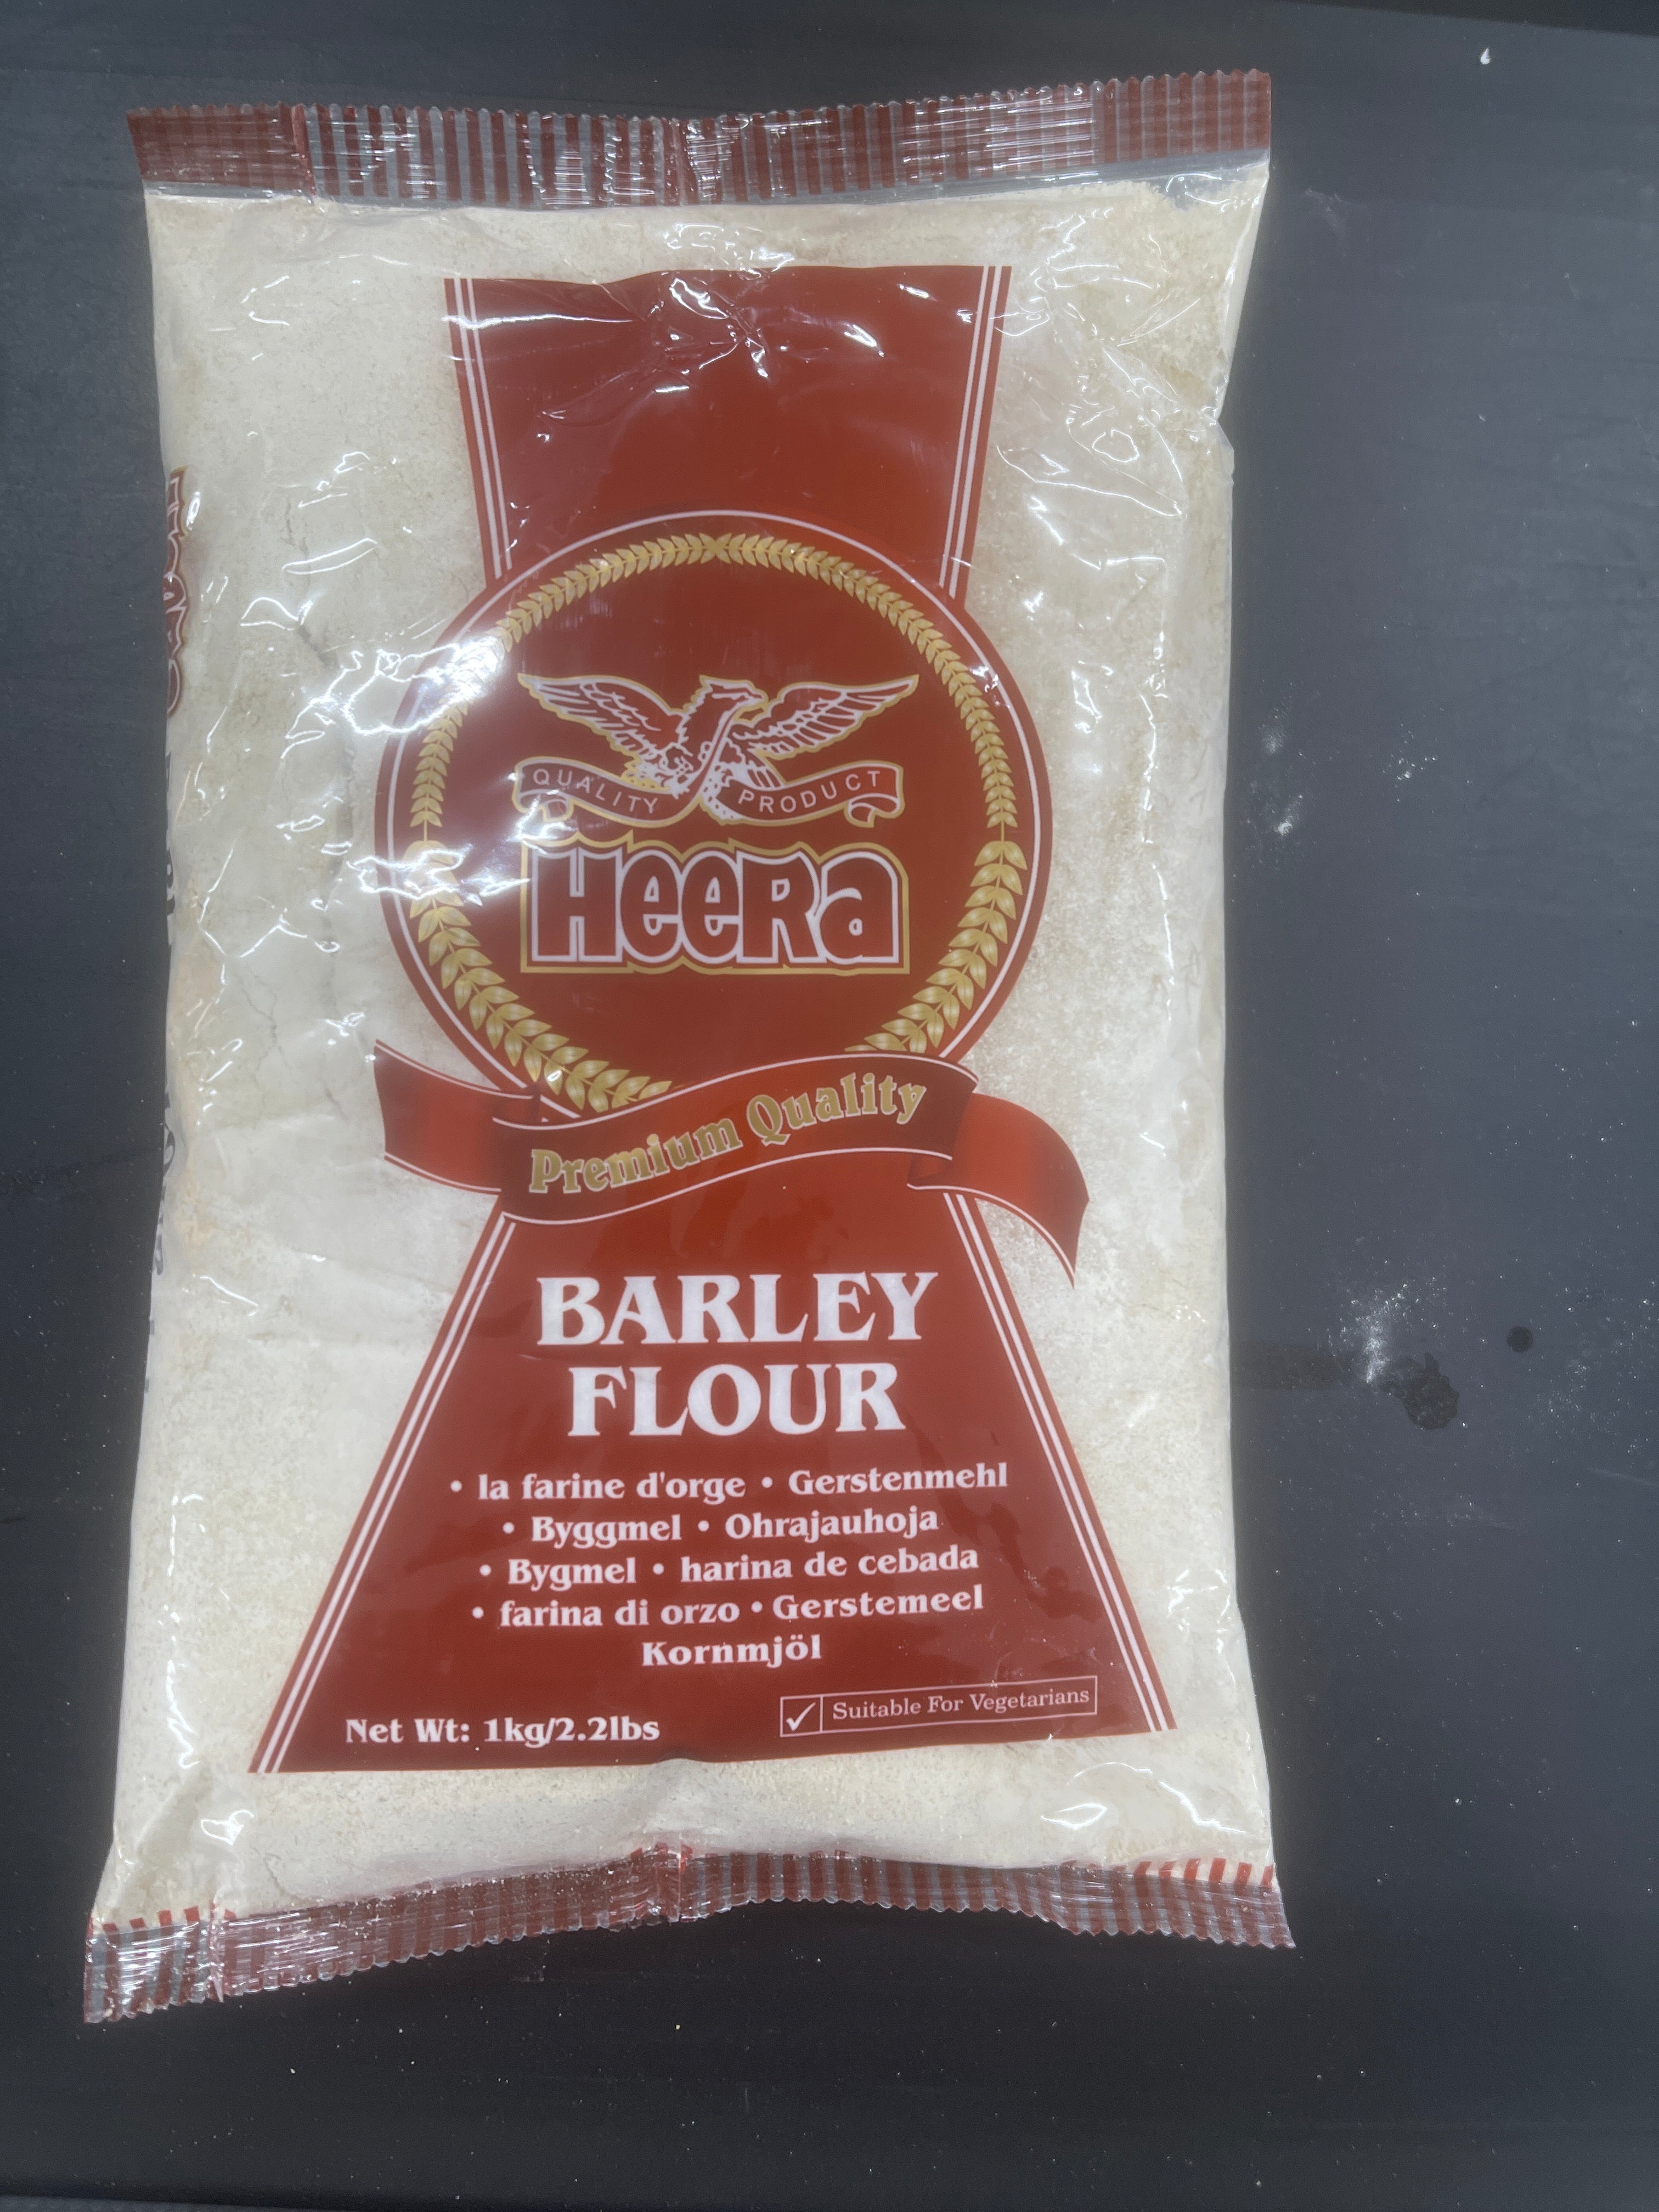 QUALITY PRODUCT
HeeRa
Premium Quality
BARLEY
FLOUR
• la farine d'orge • Gerstenmehl
• Byggmel • Ohrajauhoja
• Bygmel • harina de cebada
• farina di orzo • Gerstemeel
Kornmjöl
Net Wt: 1kg/2.2lbs
Suitable For Vegetarians